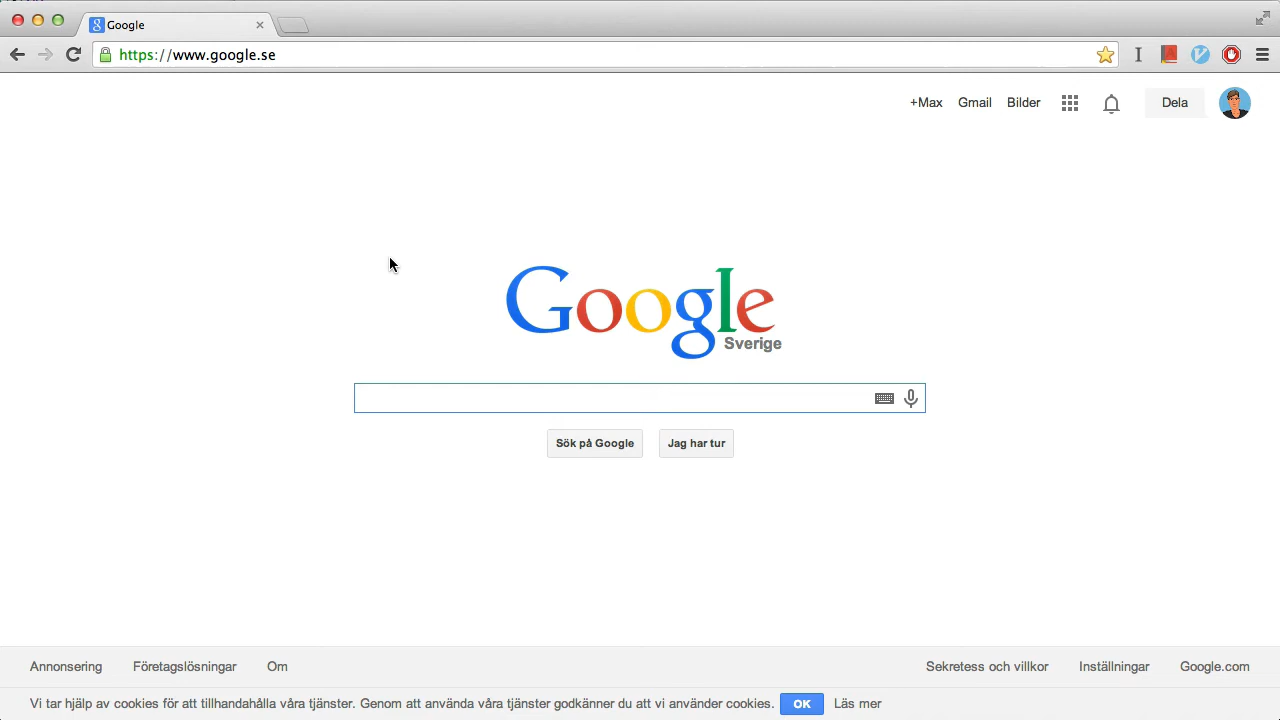 Google
https://www.google.se
+Max Gmail Bilder Dela
Google
Sverige
Sök på Google Jag har tur
Annonsering Företagslösningar Om Sekretess och villkor Inställningar Google.com
Vi tar hjälp av cookies för att tillhandahålla våra tjänster. Genom att använda våra tjänster godkänner du att vi använder cookies. OK Läs mer